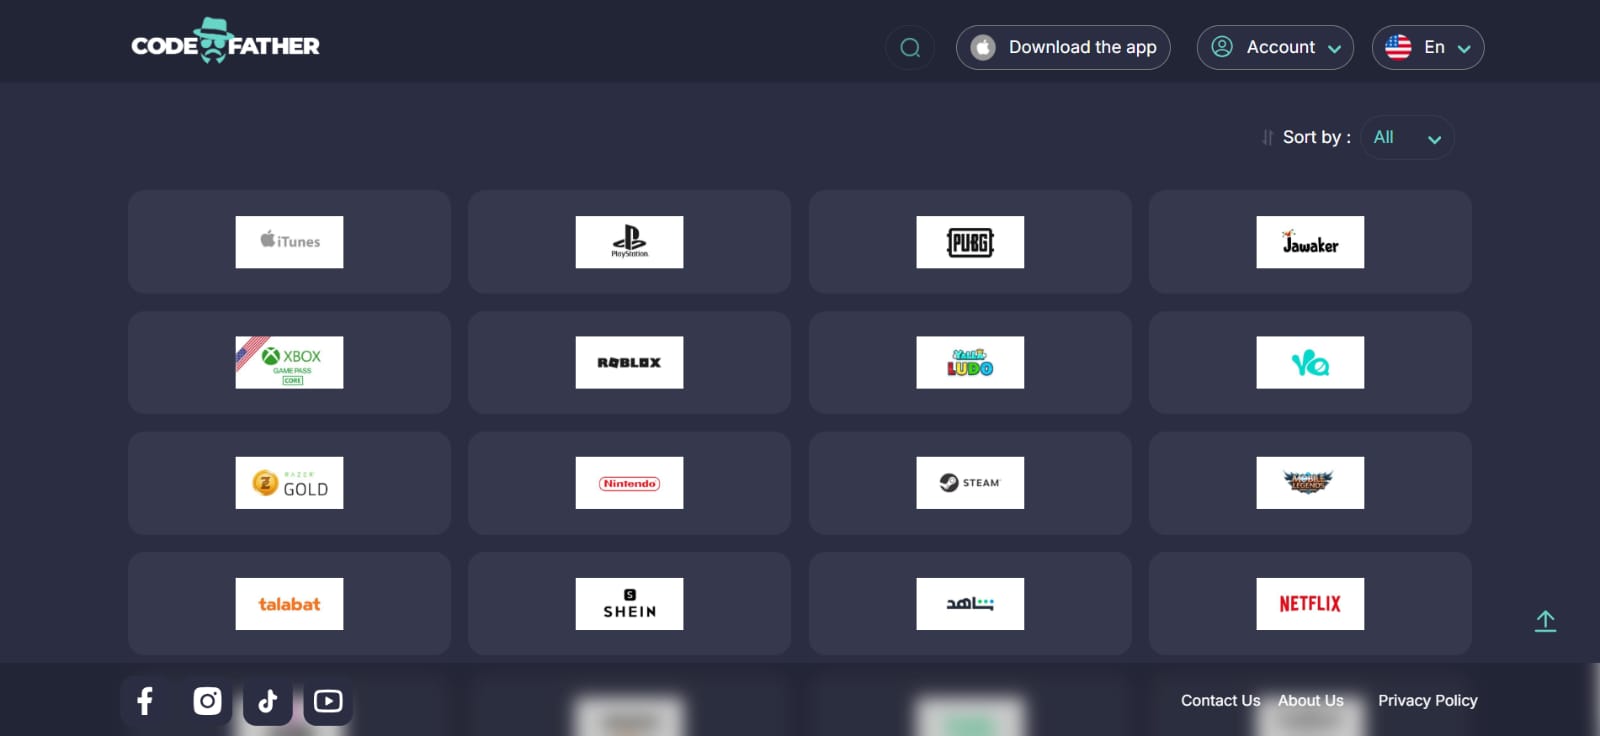 CODE FATHER
Download the app
Account
En
Sort by :
All
iTunes
PlayStation
PUBG
Jawaker
XBOX
GAME PASS
CORE
ROBLOX
YALLA
LUDO
RAZER
GOLD
Nintendo
STEAM
MOBILE
LEGENDS
talabat
S
SHEIN
شاهد
NETFLIX
Contact Us
About Us
Privacy Policy